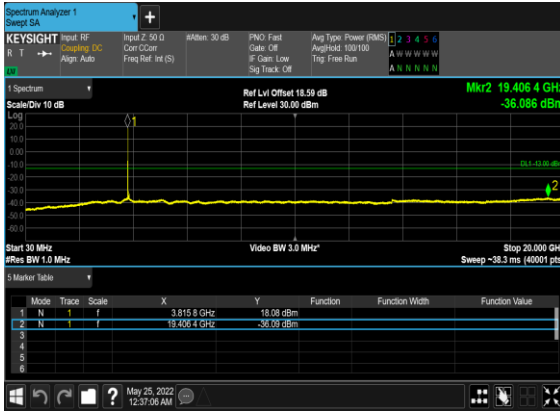 Spectrum Analyzer 1
Swept SA
+
KEYSIGHT Input: RF Input Z: 50 Ω #Atten: 30 dB PNO: Fast Avg Type: Power (RMS) 1 2 3 4 5 6
R T Coupling: DC Corr CCorr Gate: Off Avg|Hold: 100/100 A W W W W W
Align: Auto Freq Ref: Int (S) IF Gain: Low Trig: Free Run
Sig Track: Off A N N N N N
1 Spectrum Ref Lvl Offset 18.59 dB Mkr2 19.406 4 GHz
Scale/Div 10 dB Ref Level 30.00 dBm -36.086 dBm
Log
20.0
10.0
0.00
-10.0 DL1 -13.00 dBm
-20.0
-30.0
-40.0
-50.0
-60.0
1
2
Start 30 MHz Video BW 3.0 MHz* Stop 20.000 GH
#Res BW 1.0 MHz Sweep ~38.3 ms (40001 pts
5 Marker Table
Mode Trace Scale X Y Function Function Width Function Value
1 N 1 f 3.815 8 GHz 18.08 dBm
2 N 1 f 19.406 4 GHz -36.09 dBm
3
4
5
6
? May 25, 2022
12:37:06 AM